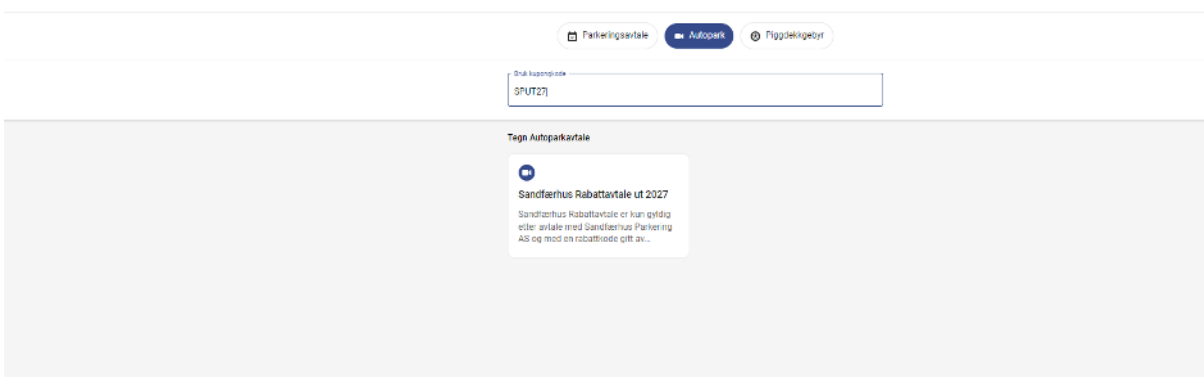 Parkeringsavtale Autopark Piggdekkgebyr
Bruk kupongkode
SPUT27
Tegn Autoparkavtale
Sandfærhus Rabattavtale ut 2027
Sandfærhus Rabattavtale er kun gyldig
etter avtale med Sandfærhus Parkering
AS og med en rabattkode gitt av...